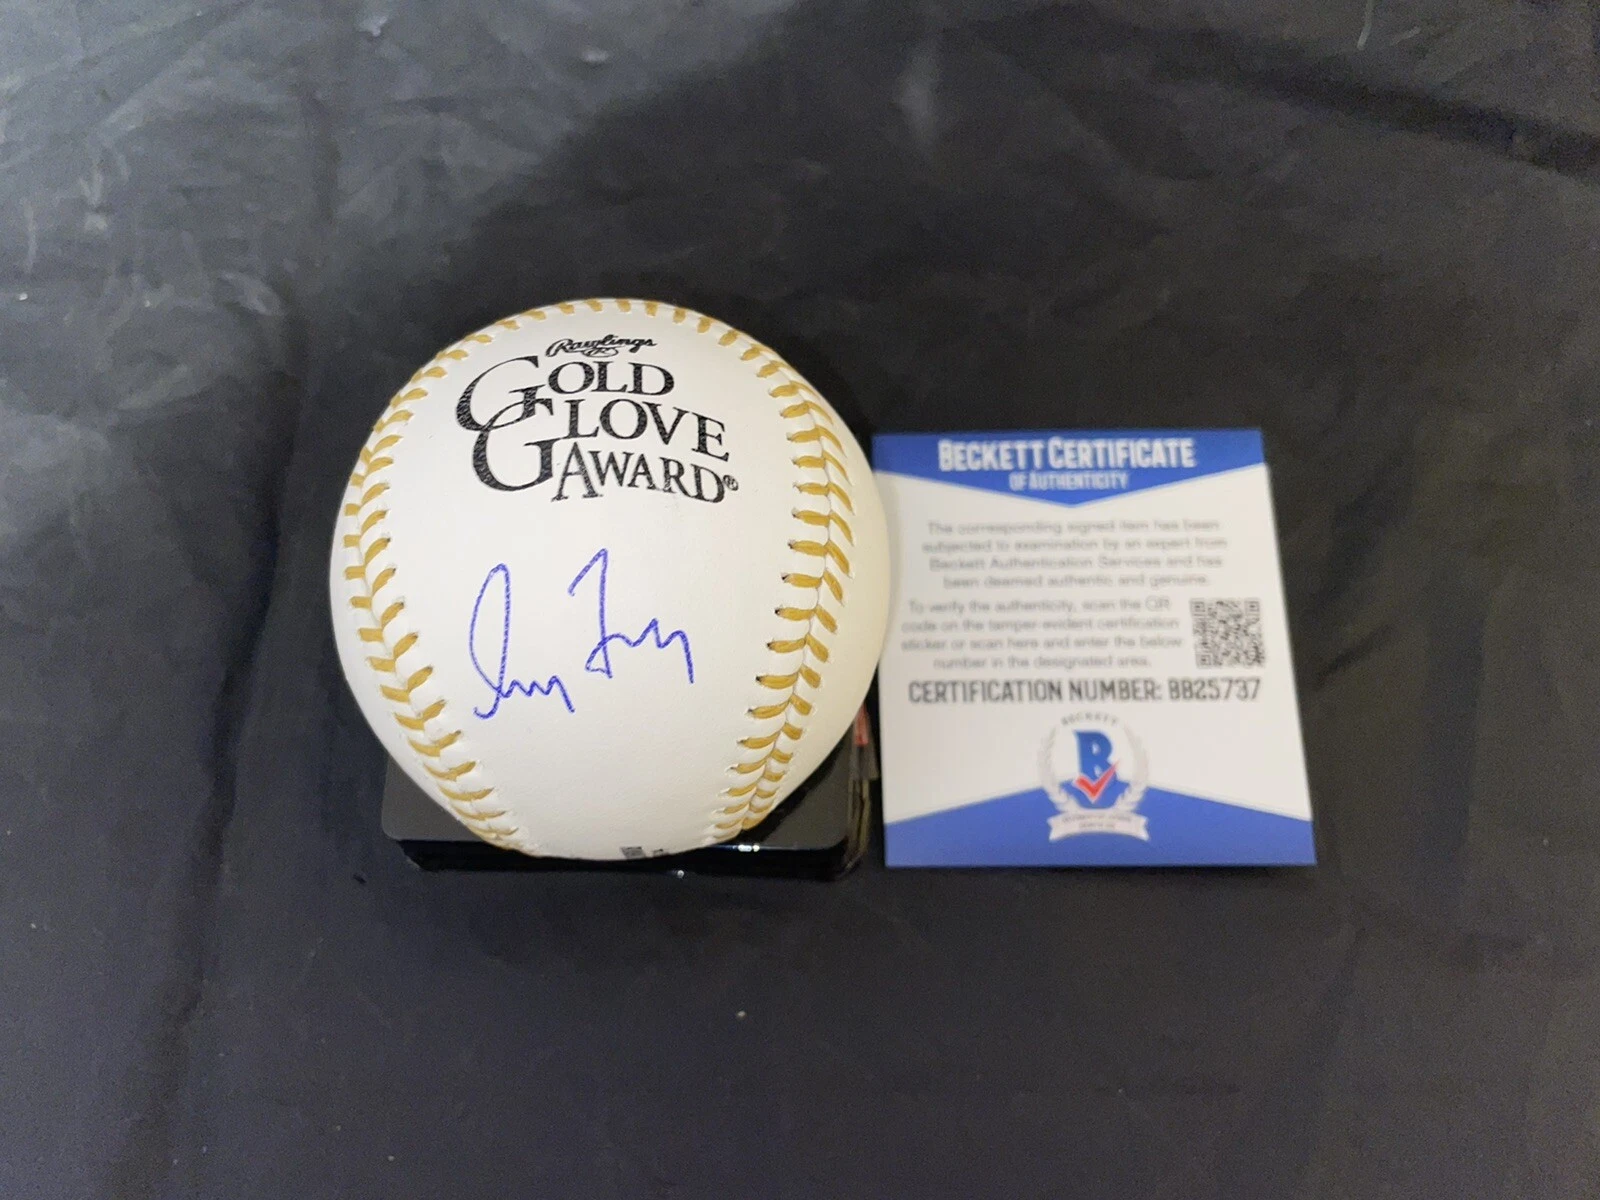 Rawlings
GOLD
GLOVE
AWARD®
BECKETT CERTIFICATE
OF AUTHENTICITY
The corresponding signed item has been
subjected to examination by an expert from
Beckett Authentication Services and has
been deemed authentic and genuine.
To verify the authenticity, scan the QR
code on the tamper-evident certification
sticker or scan here and enter the below
number in the designated area.
CERTIFICATION NUMBER: BB25737
BECKETT
B